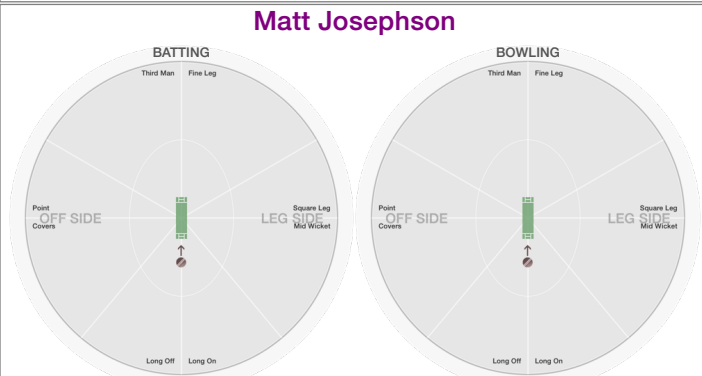 Matt Josephson
BATTING
Third Man
Fine Leg
Point
OFF SIDE
Covers
Square Leg
LEG SIDE
Mid Wicket
Long Off
Long On
BOWLING
Third Man
Fine Leg
Point
OFF SIDE
Covers
Square Leg
LEG SIDE
Mid Wicket
Long Off
Long On